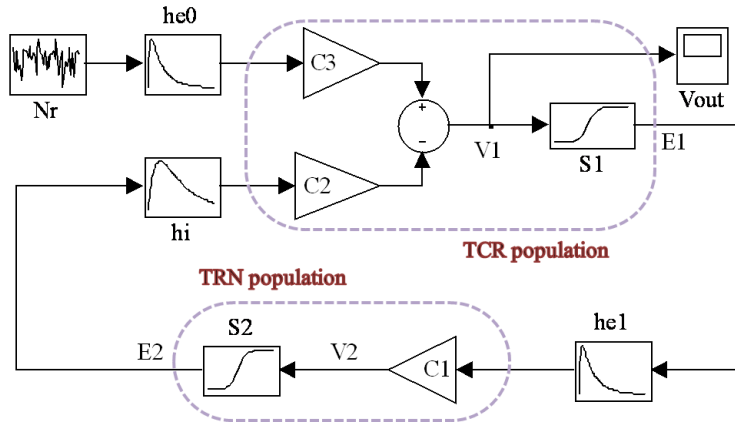 he0
C3
+
Nr
Vout
-
V1
S1
E1
C2
hi
TCR population
TRN population
S2
he1
E2
V2
C1